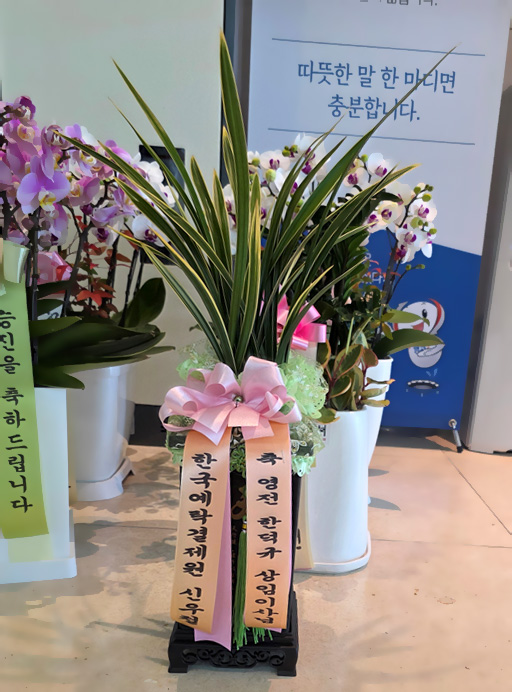 따뜻한 말 한 마디면
충분합니다.
승진을 축하드립니다
한국예탁결제원 신우철
축 영전 한덕규 상임이사님